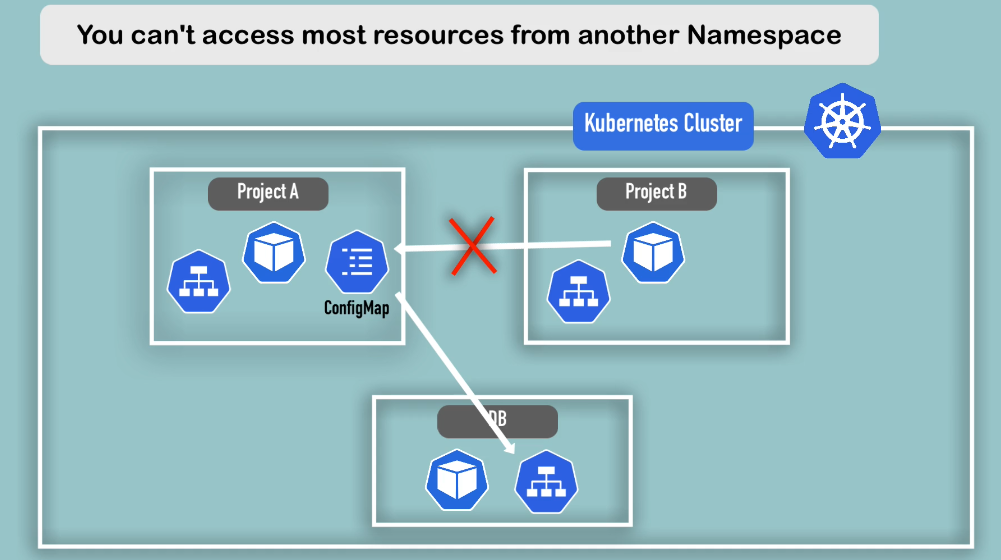 You can't access most resources from another Namespace
Kubernetes Cluster
Project A
Project B
ConfigMap
DB